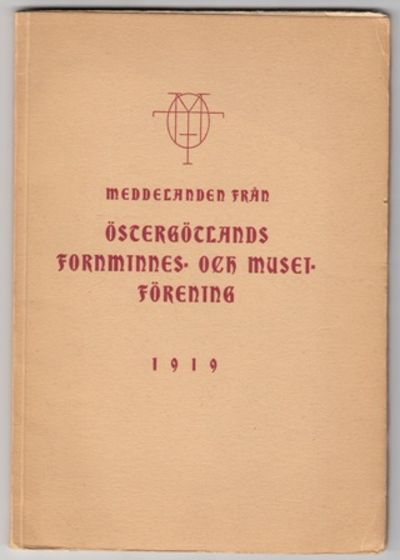 MEDDELANDEN FRÅN
ÖSTERGÖTLANDS
FORNMINNES- OCH MUSEI-
FÖRENING
1919